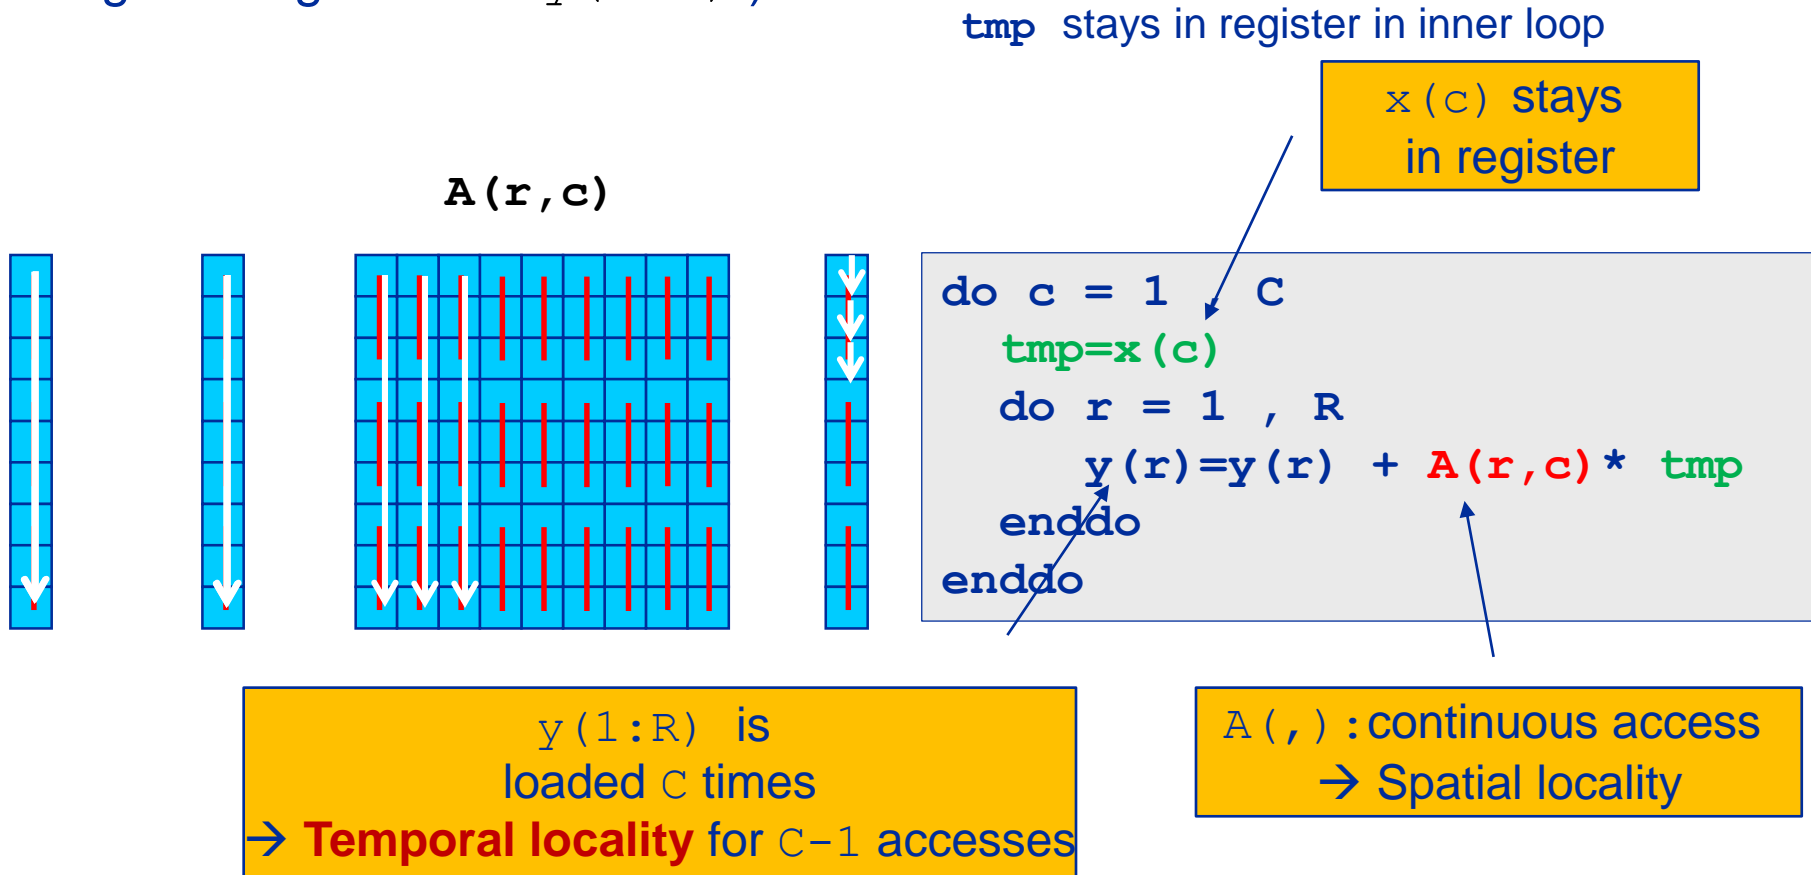 tmp stays in register in inner loop
x(c) stays
in register
A(r,c)
do c = 1 , C
tmp=x(c)
do r = 1 , R
y(r)=y(r) + A(r,c)* tmp
enddo
enddo
y(1:R) is
loaded C times
→ Temporal locality for C-1 accesses
A(,):continuous access
→ Spatial locality